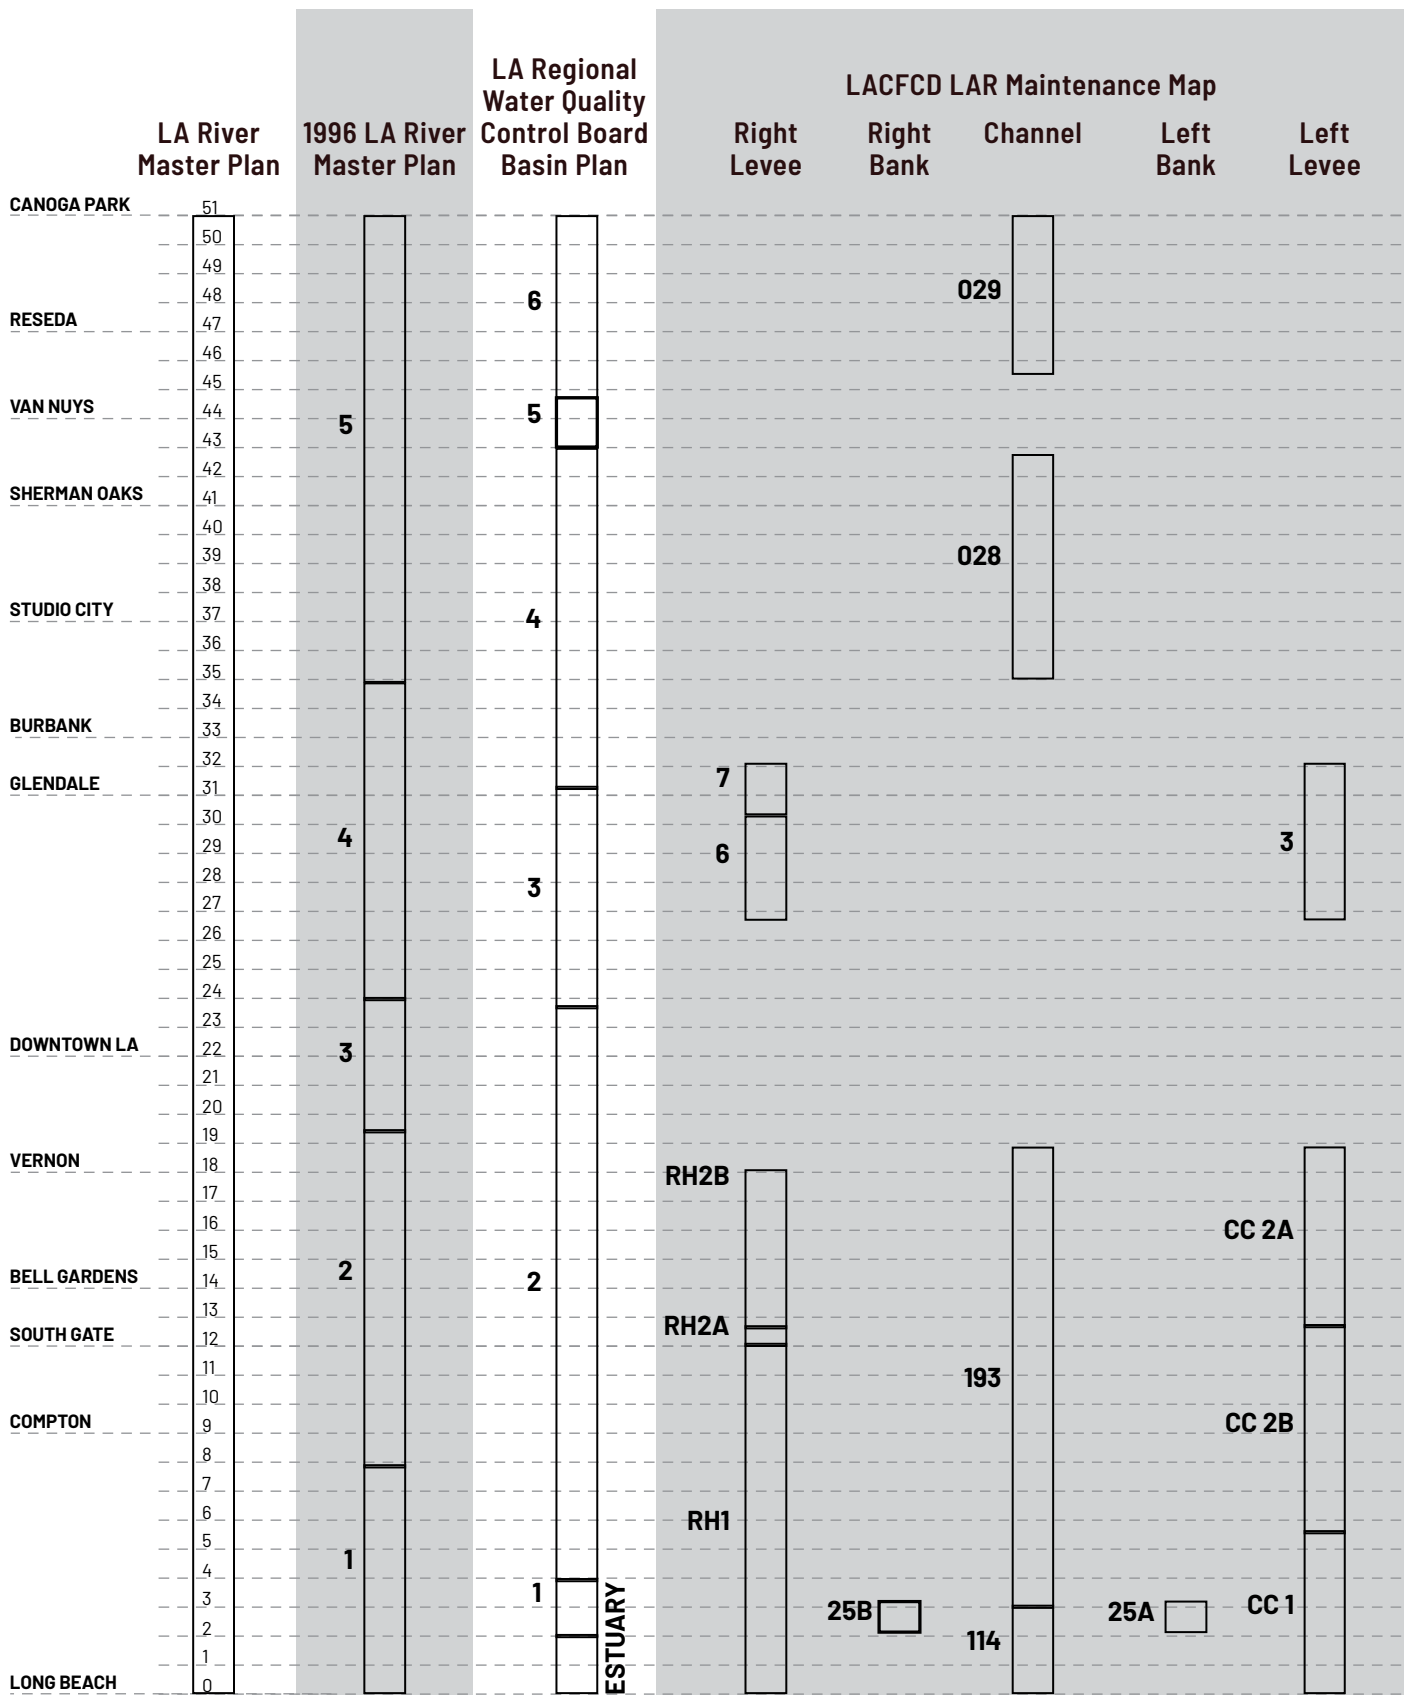 LA River
Master Plan
1996 LA River
Master Plan
LA Regional
Water Quality
Control Board
Basin Plan
LACFCD LAR Maintenance Map
Right
Levee
Right
Bank
Channel
Left
Bank
Left
Levee
CANOGA PARK
51
50
49
48
029
6
RESEDA
47
46
45
VAN NUYS
44
5
5
43
42
SHERMAN OAKS
41
40
39
028
38
STUDIO CITY
37
4
36
35
34
BURBANK
33
32
7
GLENDALE
31
30
4
29
6
3
28
3
27
26
25
24
23
DOWNTOWN LA
22
3
21
20
19
VERNON
18
RH2B
17
16
CC 2A
15
BELL GARDENS
14
2
2
13
SOUTH GATE
12
RH2A
11
193
10
COMPTON
9
CC 2B
8
7
6
RH1
5
4
1
3
1
ESTUARY
25B
25A
CC 1
2
114
1
LONG BEACH
0